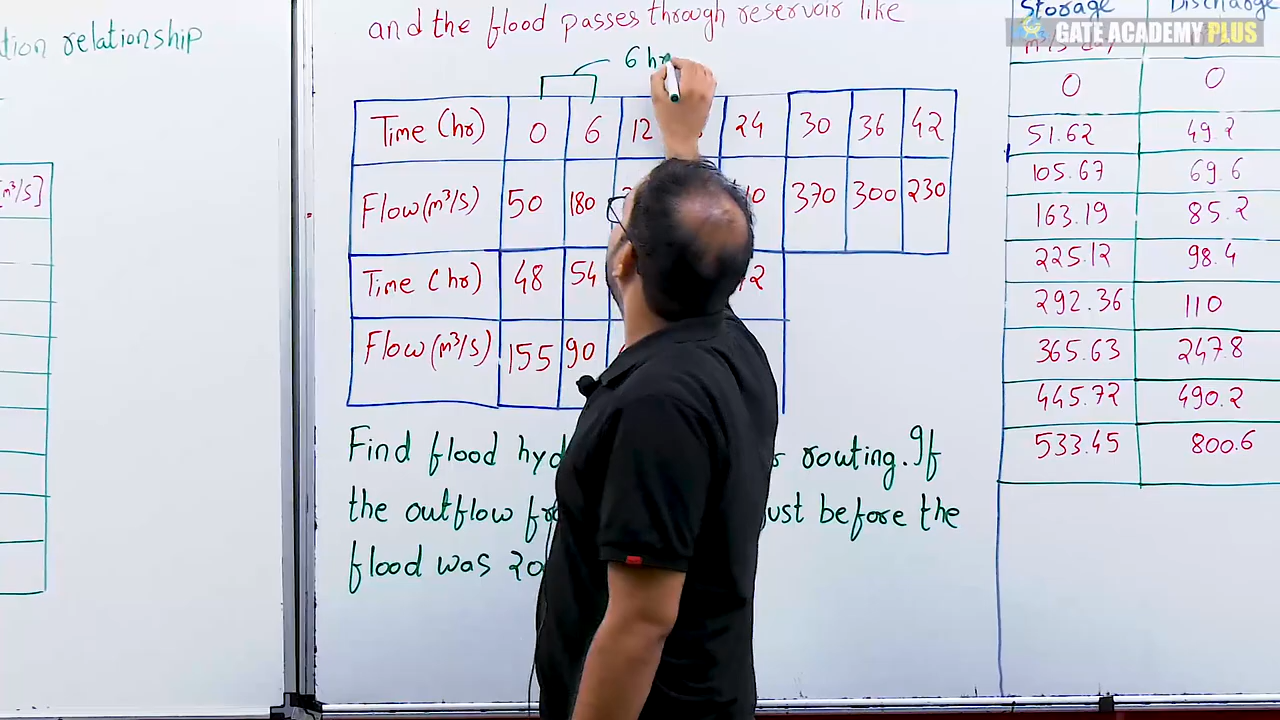 tion relationship
[m³/s]
and the flood passes through reservoir like
6 hr
Time (hr) 0 6 12 24 30 36 42
Flow(m³/s) 50 180 370 300 230
Time (hr) 48 54
Flow(m³/s) 155 90
Find flood hyd routing. If
the outflow just before the
flood was 20
Storage Discharge
GATE ACADEMY PLUS
0 0
51.62 49.2
105.67 69.6
163.19 85.2
225.12 98.4
292.36 110
365.63 247.8
445.72 490.2
533.45 800.6